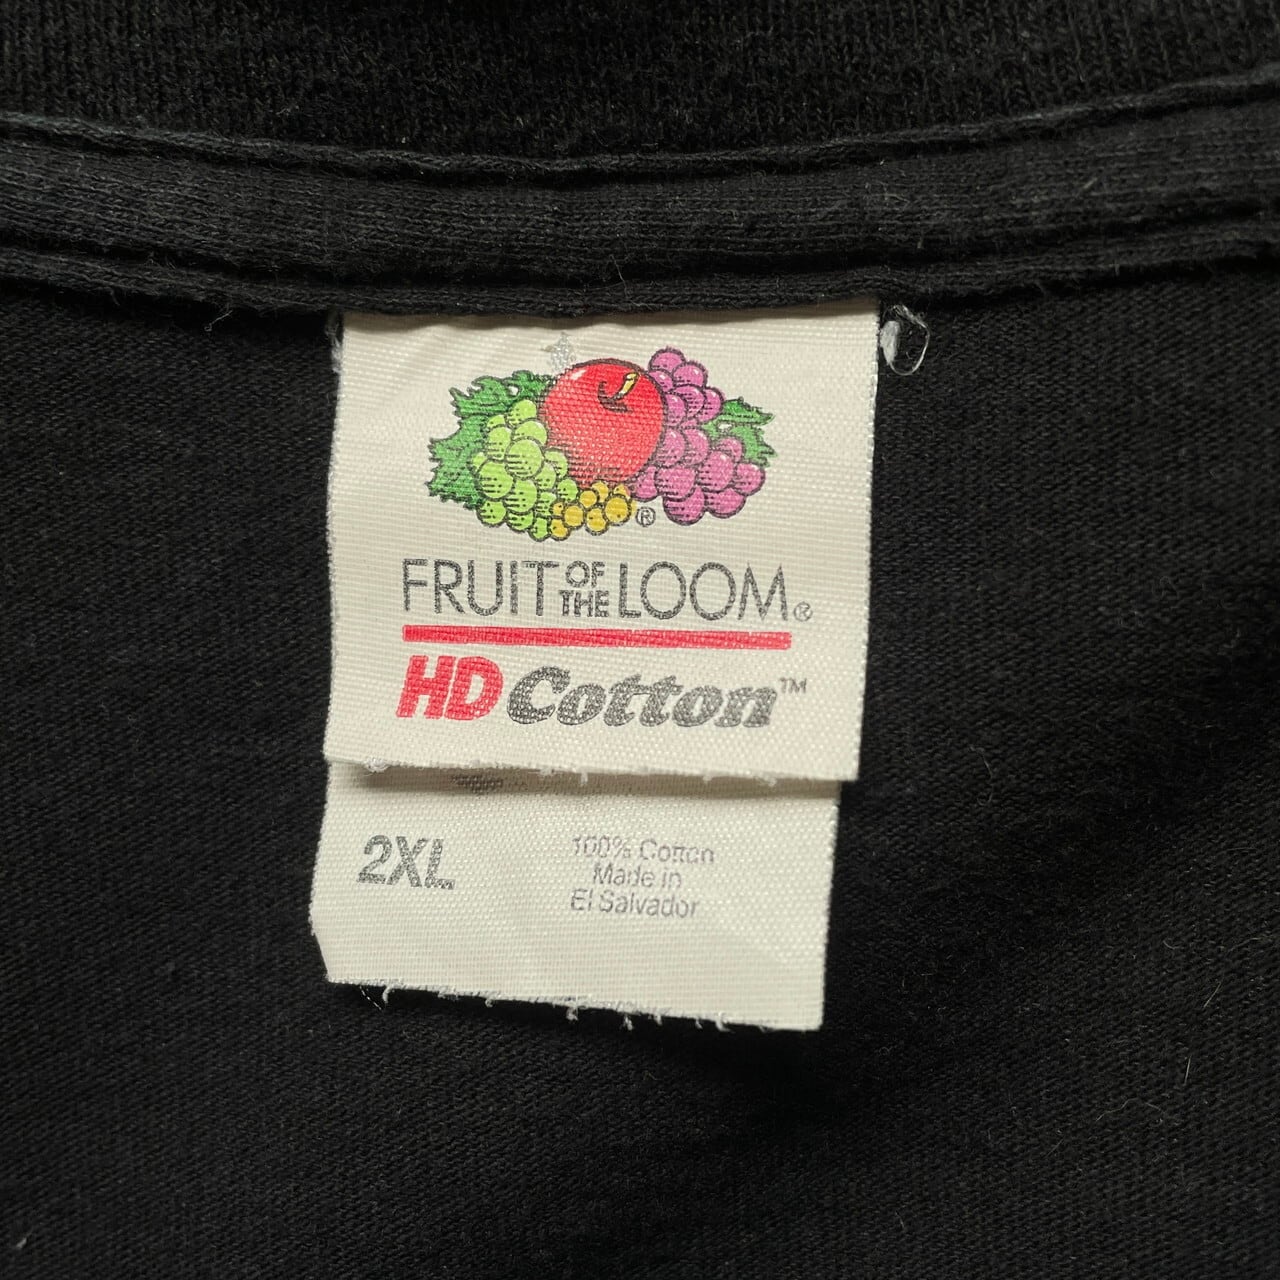 ®
FRUIT OF THE LOOM®
HD Cotton™
2XL
100% Cotton
Made in
El Salvador